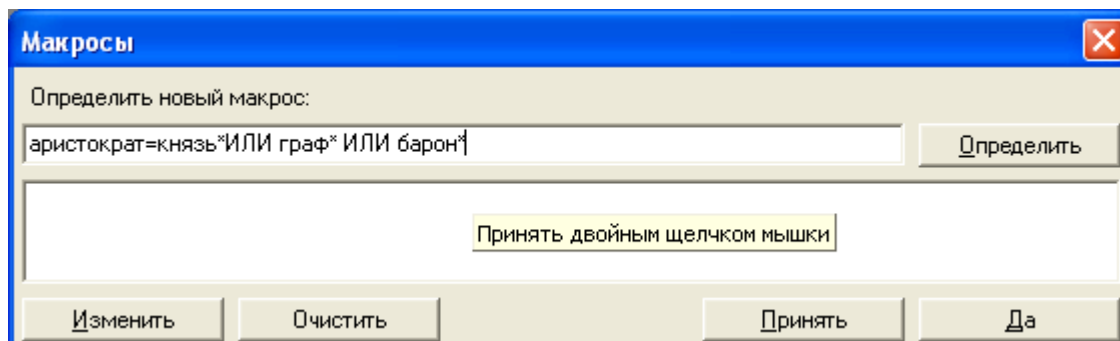 Макросы
Определить новый макрос:
аристократ=князь*ИЛИ граф* ИЛИ барон*
Определить
Принять двойным щелчком мышки
Изменить Очистить Принять Да